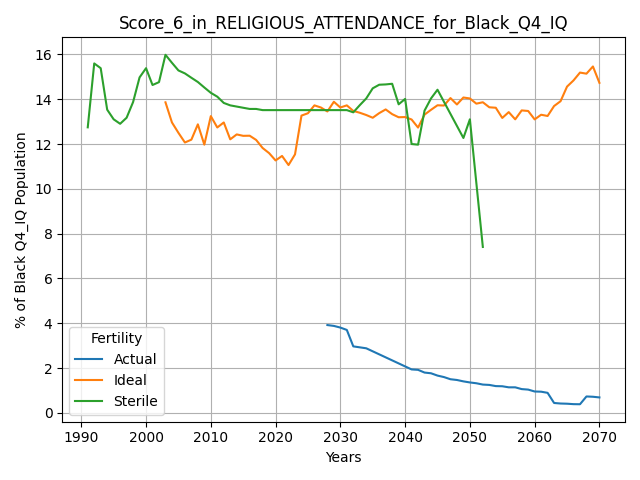 Score_6_in_RELIGIOUS_ATTENDANCE_for_Black_Q4_IQ
% of Black Q4_IQ Population
16
14
12
10
8
6
4
2
0
Fertility
Actual
Ideal
Sterile
1990 2000 2010 2020 2030 2040 2050 2060 2070
Years